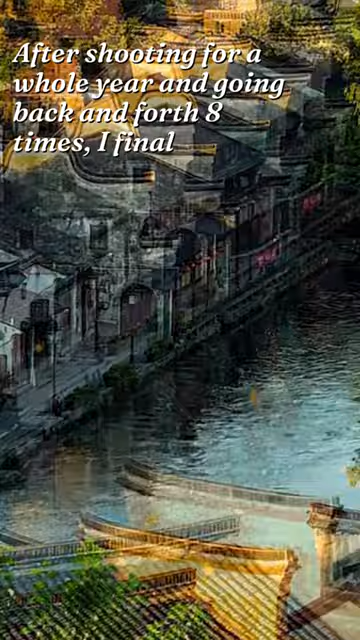 After shooting for a
whole year and going
back and forth 8
times, I final